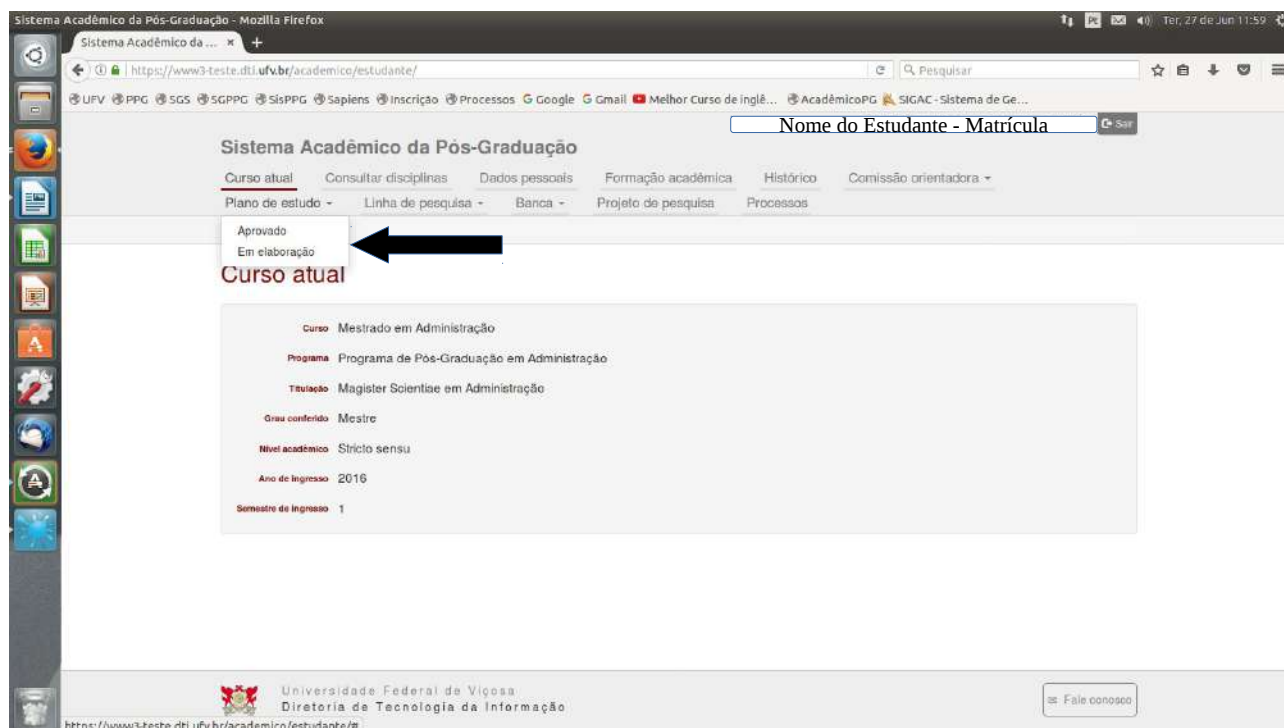 Sistema Acadêmico da Pós-Graduação - Mozilla Firefox
Pt
Ter, 27 de Jun 11:59
Sistema Acadêmico da ... × +
https://www3-teste.dti.ufv.br/academico/estudante/
Pesquisar
UFV PPG SGS SGPPG SisPPG Sapiens Inscrição Processos Google Gmail Melhor Curso de Inglê... AcadêmicoPG SIGAC - Sistema de Ge...
Nome do Estudante - Matrícula
Sair
Sistema Acadêmico da Pós-Graduação
Curso atual Consultar disciplinas Dados pessoais Formação acadêmica Histórico Comissão orientadora
Plano de estudo Linha de pesquisa Banca Projeto de pesquisa Processos
Aprovado
Em elaboração
Curso atual
Curso Mestrado em Administração
Programa Programa de Pós-Graduação em Administração
Titulação Magister Scientiae em Administração
Grau conferido Mestre
Nível acadêmico Stricto sensu
Ano de ingresso 2016
Semestre de ingresso 1
Universidade Federal de Viçosa
Diretoria de Tecnologia da Informação
Fale conosco
https://www3-teste.dti.ufv.br/academico/estudante/#